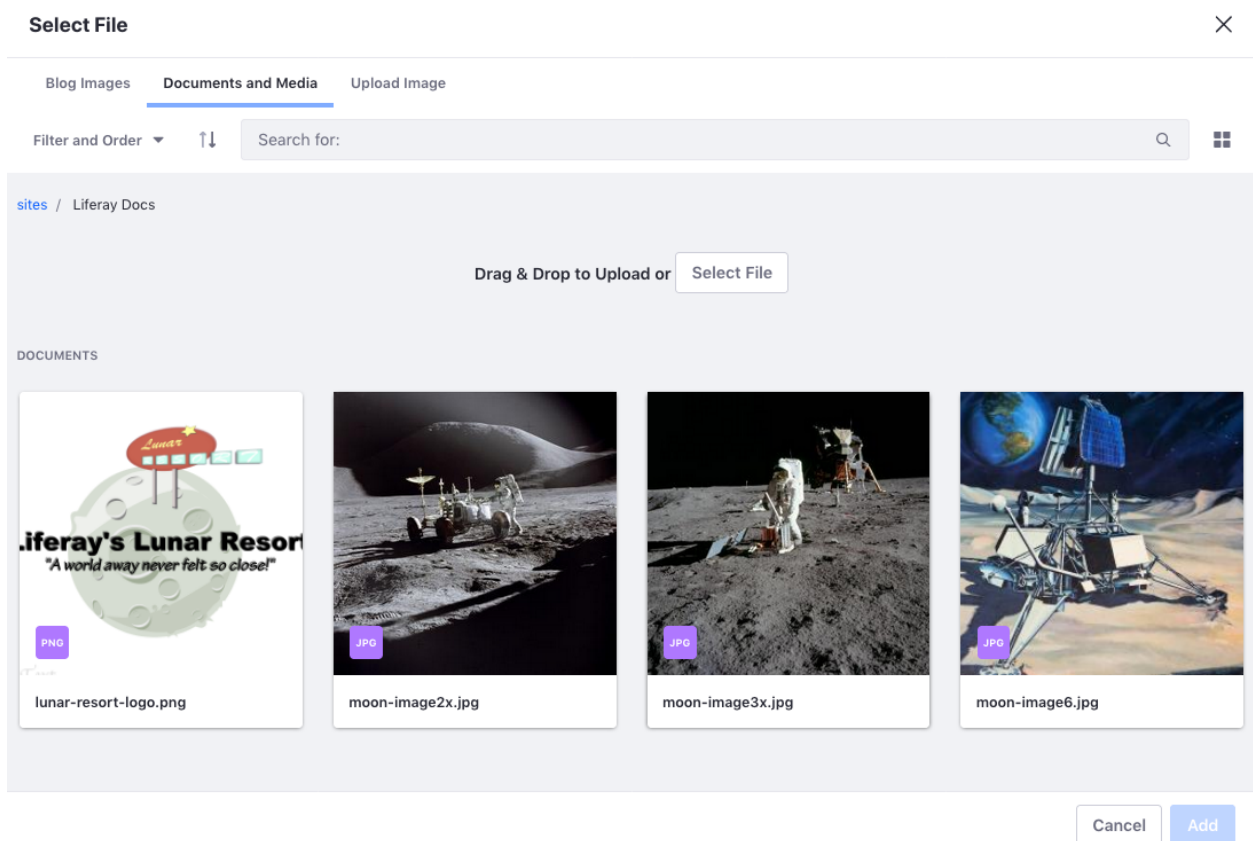 Select File
Blog Images Documents and Media Upload Image
Filter and Order Search for:
sites / Liferay Docs
Drag & Drop to Upload or Select File
DOCUMENTS
Lunar
iferay's Lunar Resor
"A world away never felt so close!"
PNG JPG JPG JPG
lunar-resort-logo.png moon-image2x.jpg moon-image3x.jpg moon-image6.jpg
Cancel Add